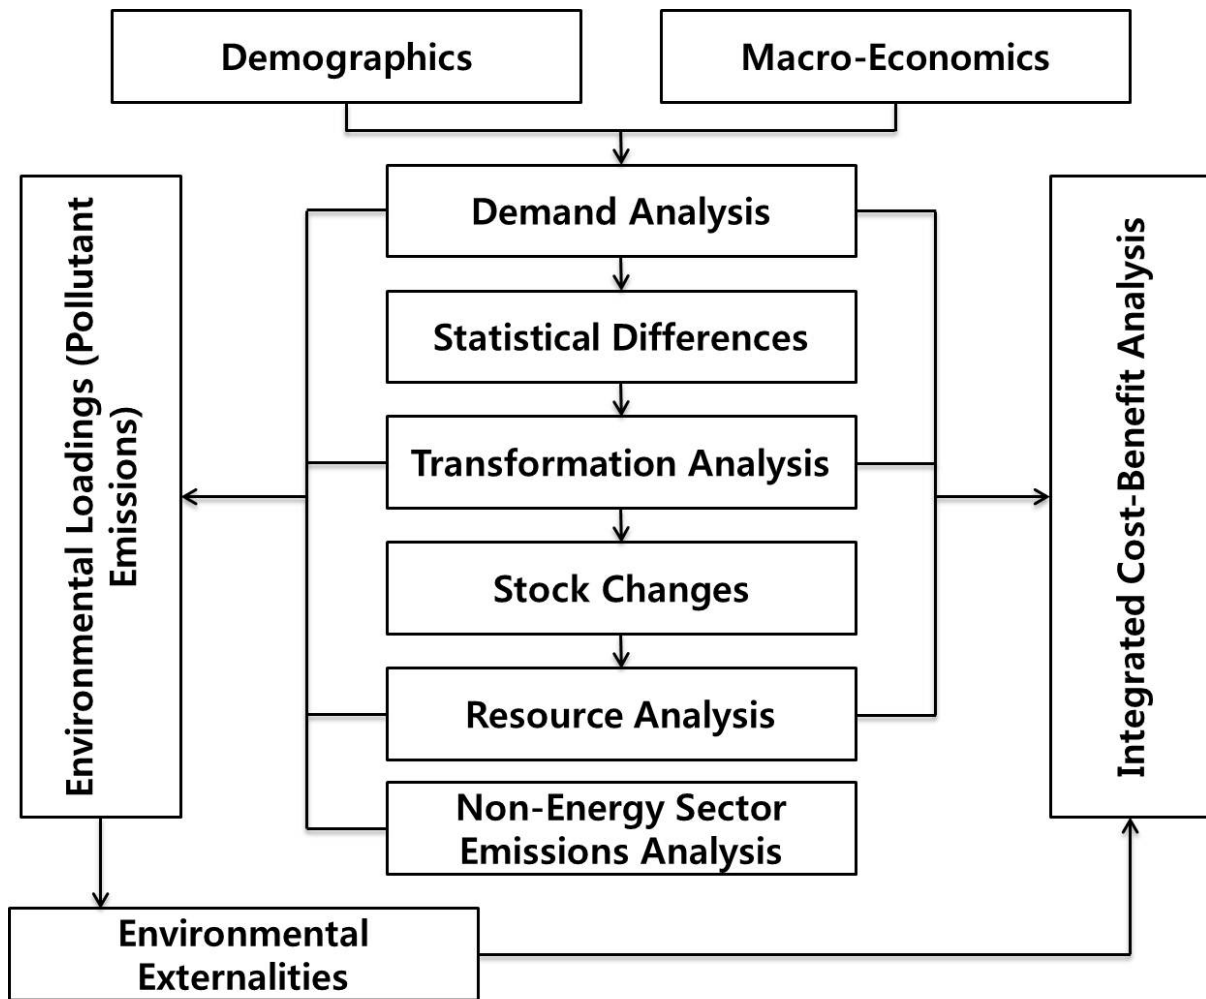 Demographics
Macro-Economics
Demand Analysis
Statistical Differences
Transformation Analysis
Stock Changes
Resource Analysis
Non-Energy Sector
Emissions Analysis
Environmental Loadings (Pollutant
Emissions)
Integrated Cost-Benefit Analysis
Environmental
Externalities